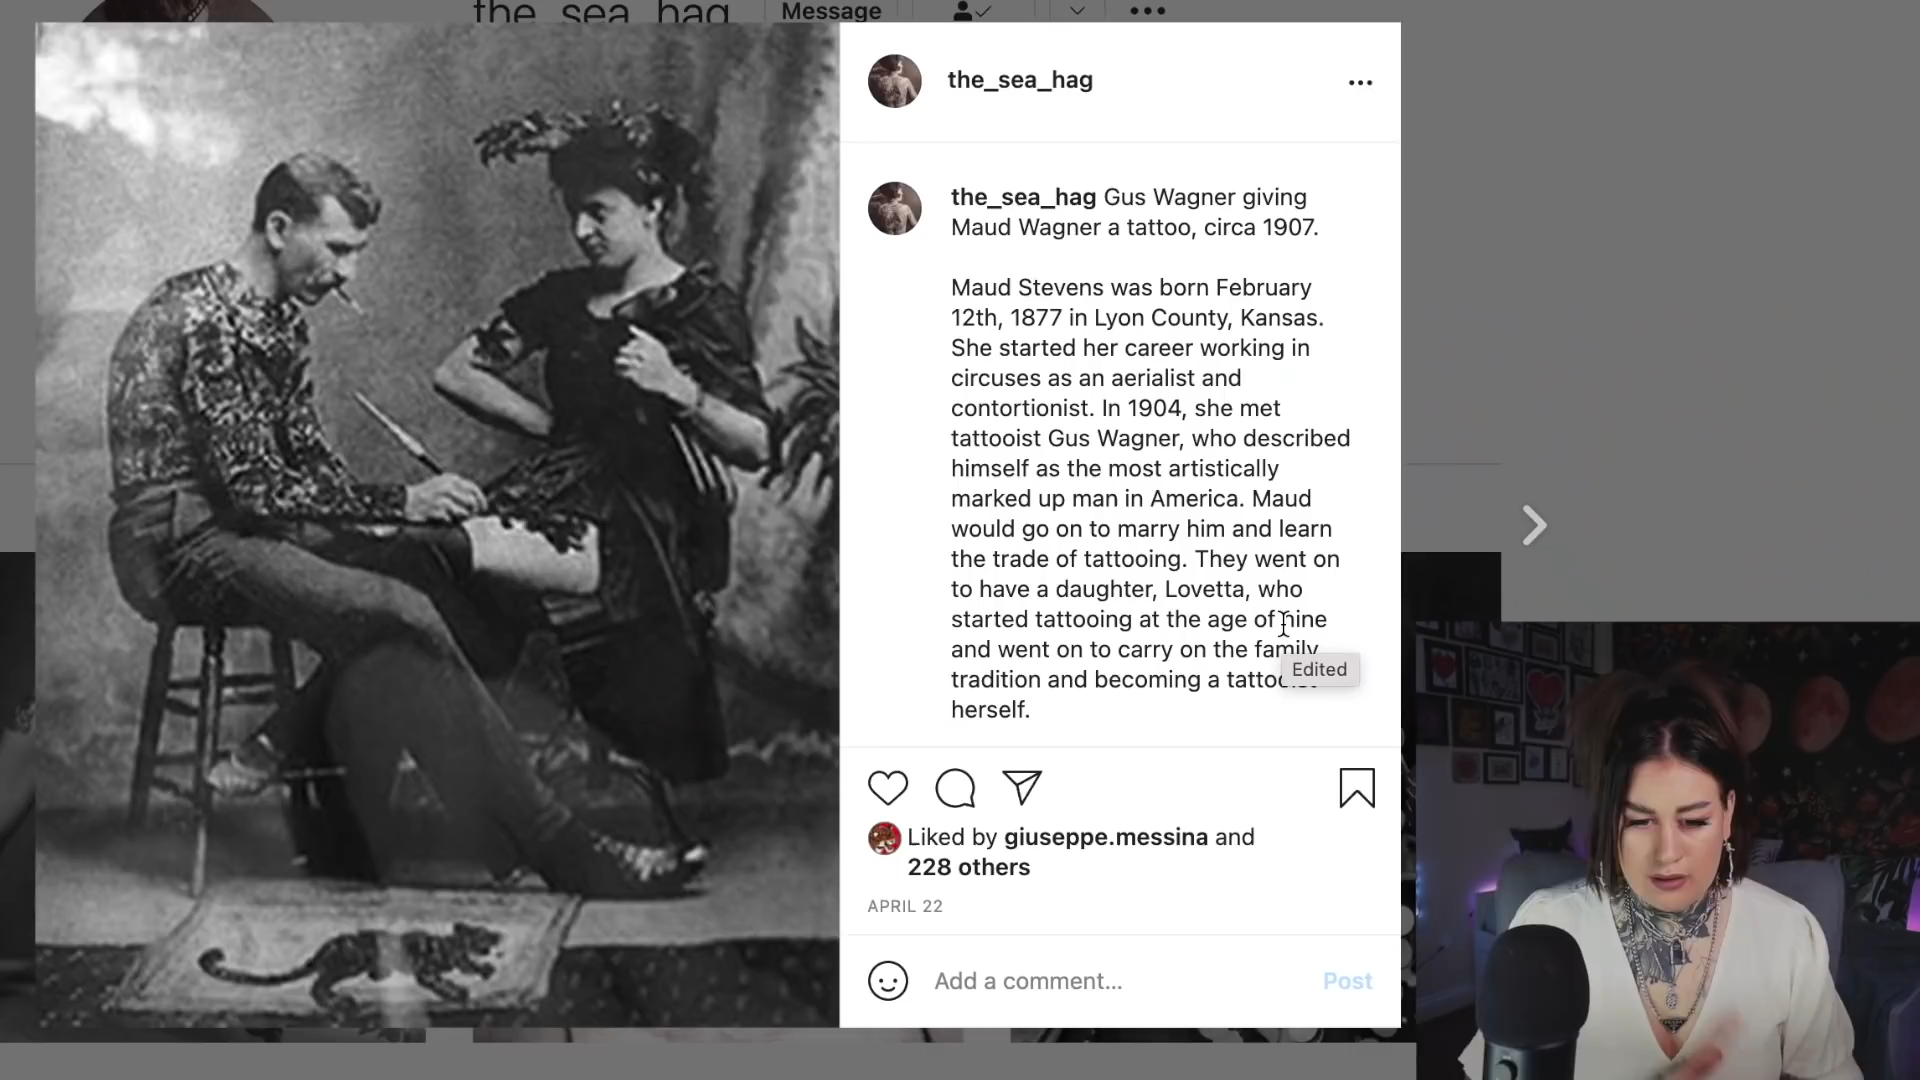 the_sea_hag
Message
the_sea_hag
the_sea_hag Gus Wagner giving
Maud Wagner a tattoo, circa 1907.
Maud Stevens was born February
12th, 1877 in Lyon County, Kansas.
She started her career working in
circuses as an aerialist and
contortionist. In 1904, she met
tattooist Gus Wagner, who described
himself as the most artistically
marked up man in America. Maud
would go on to marry him and learn
the trade of tattooing. They went on
to have a daughter, Lovetta, who
started tattooing at the age of nine
and went on to carry on the family
Edited
tradition and becoming a tattooist
herself.
Liked by giuseppe.messina and
228 others
APRIL 22
Add a comment...
Post